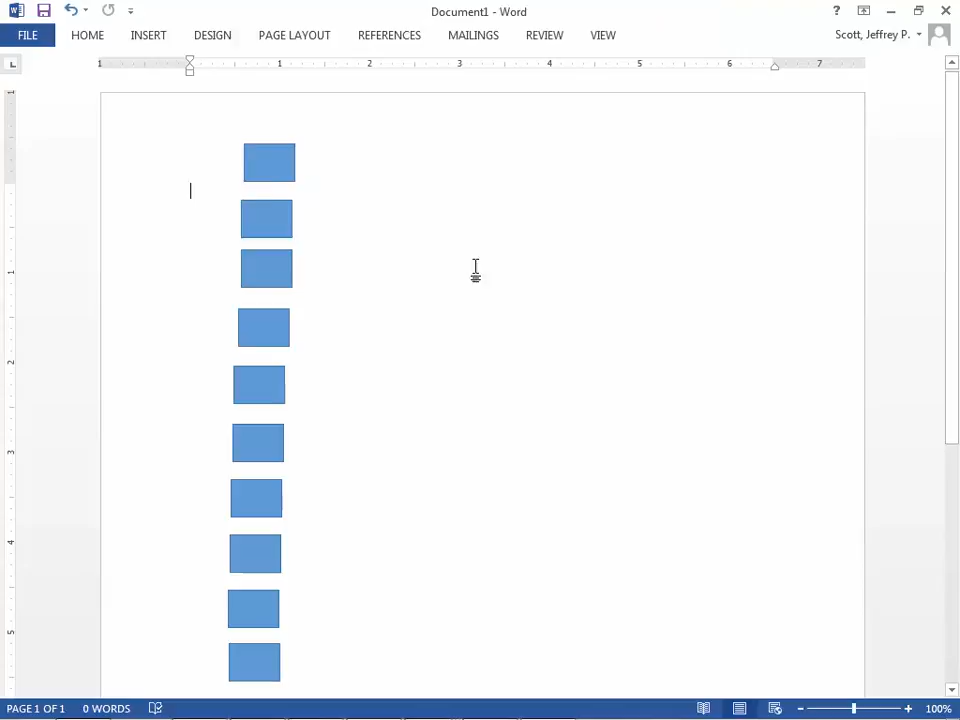 Document1 - Word
?
FILE HOME INSERT DESIGN PAGE LAYOUT REFERENCES MAILINGS REVIEW VIEW Scott, Jeffrey P.
L
1 1 2 3 4 5 6 7
1
1
2
3
4
5
PAGE 1 OF 1 0 WORDS 100%